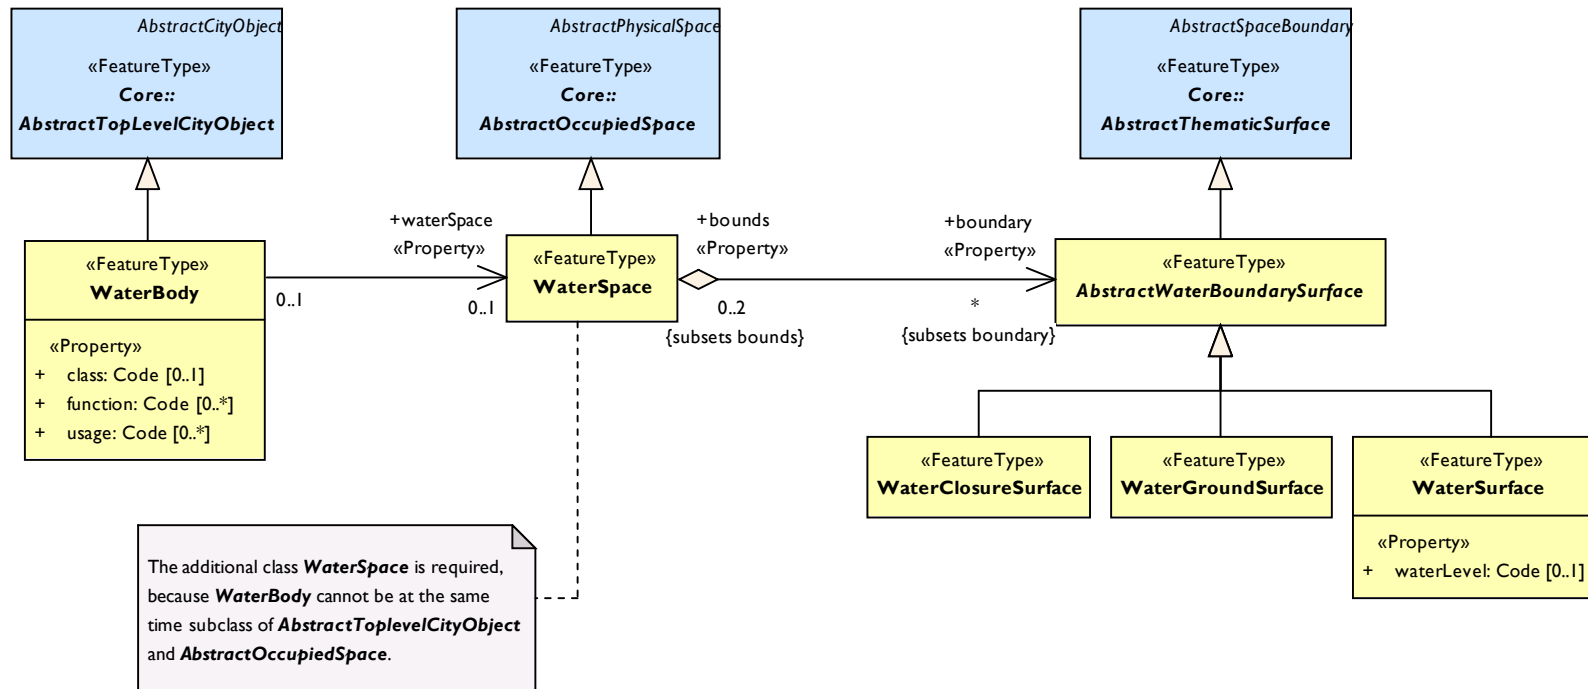 AbstractCityObject
«FeatureType»
Core::
AbstractTopLevelCityObject
AbstractPhysicalSpace
«FeatureType»
Core::
AbstractOccupiedSpace
AbstractSpaceBoundary
«FeatureType»
Core::
AbstractThematicSurface
«FeatureType»
WaterBody
«Property»
+ class: Code [0..1]
+ function: Code [0..*]
+ usage: Code [0..*]
0..1
+waterSpace
«Property»
0..1
«FeatureType»
WaterSpace
+bounds
«Property»
0..2
{subsets bounds}
+boundary
«Property»
*
{subsets boundary}
«FeatureType»
AbstractWaterBoundarySurface
«FeatureType»
WaterClosureSurface
«FeatureType»
WaterGroundSurface
«FeatureType»
WaterSurface
«Property»
+ waterLevel: Code [0..1]
The additional class WaterSpace is required,
because WaterBody cannot be at the same
time subclass of AbstractToplevelCityObject
and AbstractOccupiedSpace.